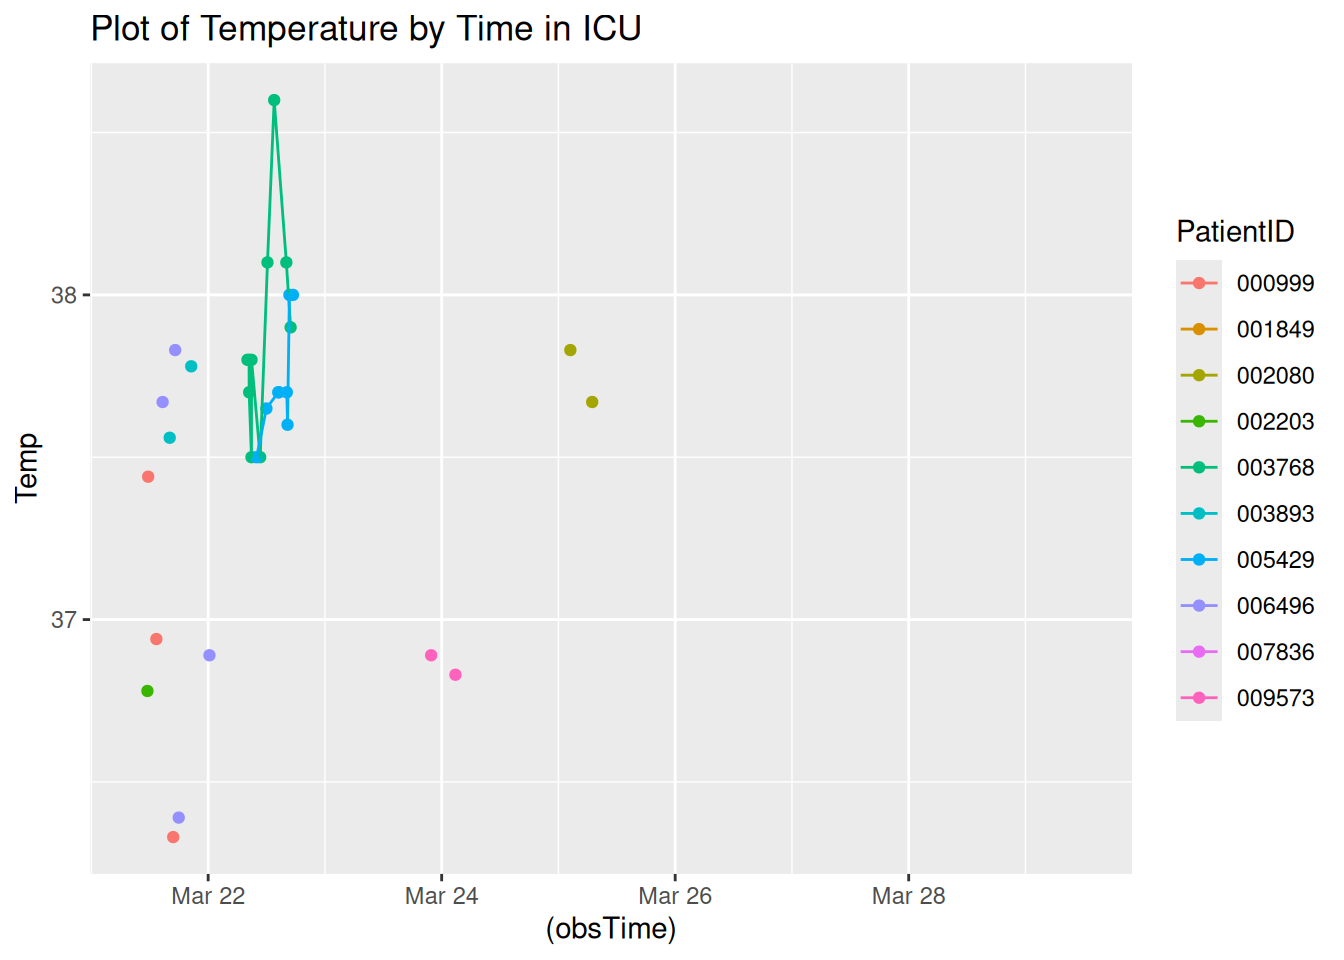 Plot of Temperature by Time in ICU
Temp
38
37
Mar 22
Mar 24
Mar 26
Mar 28
(obsTime)
PatientID
000999
001849
002080
002203
003768
003893
005429
006496
007836
009573